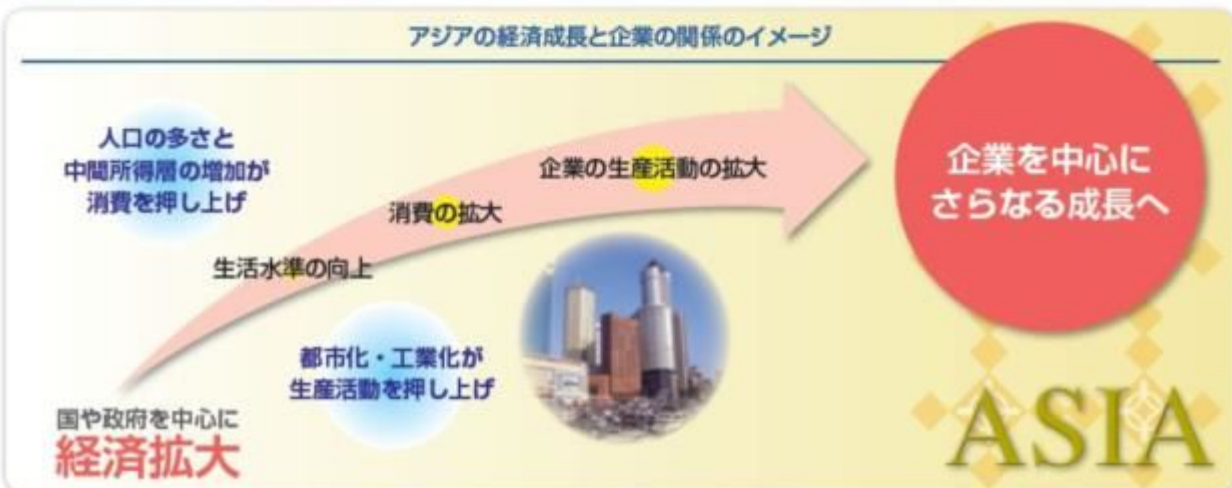 アジアの経済成長と企業の関係のイメージ
人口の多さと
中間所得層の増加が
消費を押し上げ
企業の生産活動の拡大
消費の拡大
生活水準の向上
企業を中心に
さらなる成長へ
都市化・工業化が
生産活動を押し上げ
国や政府を中心に
経済拡大
ASIA